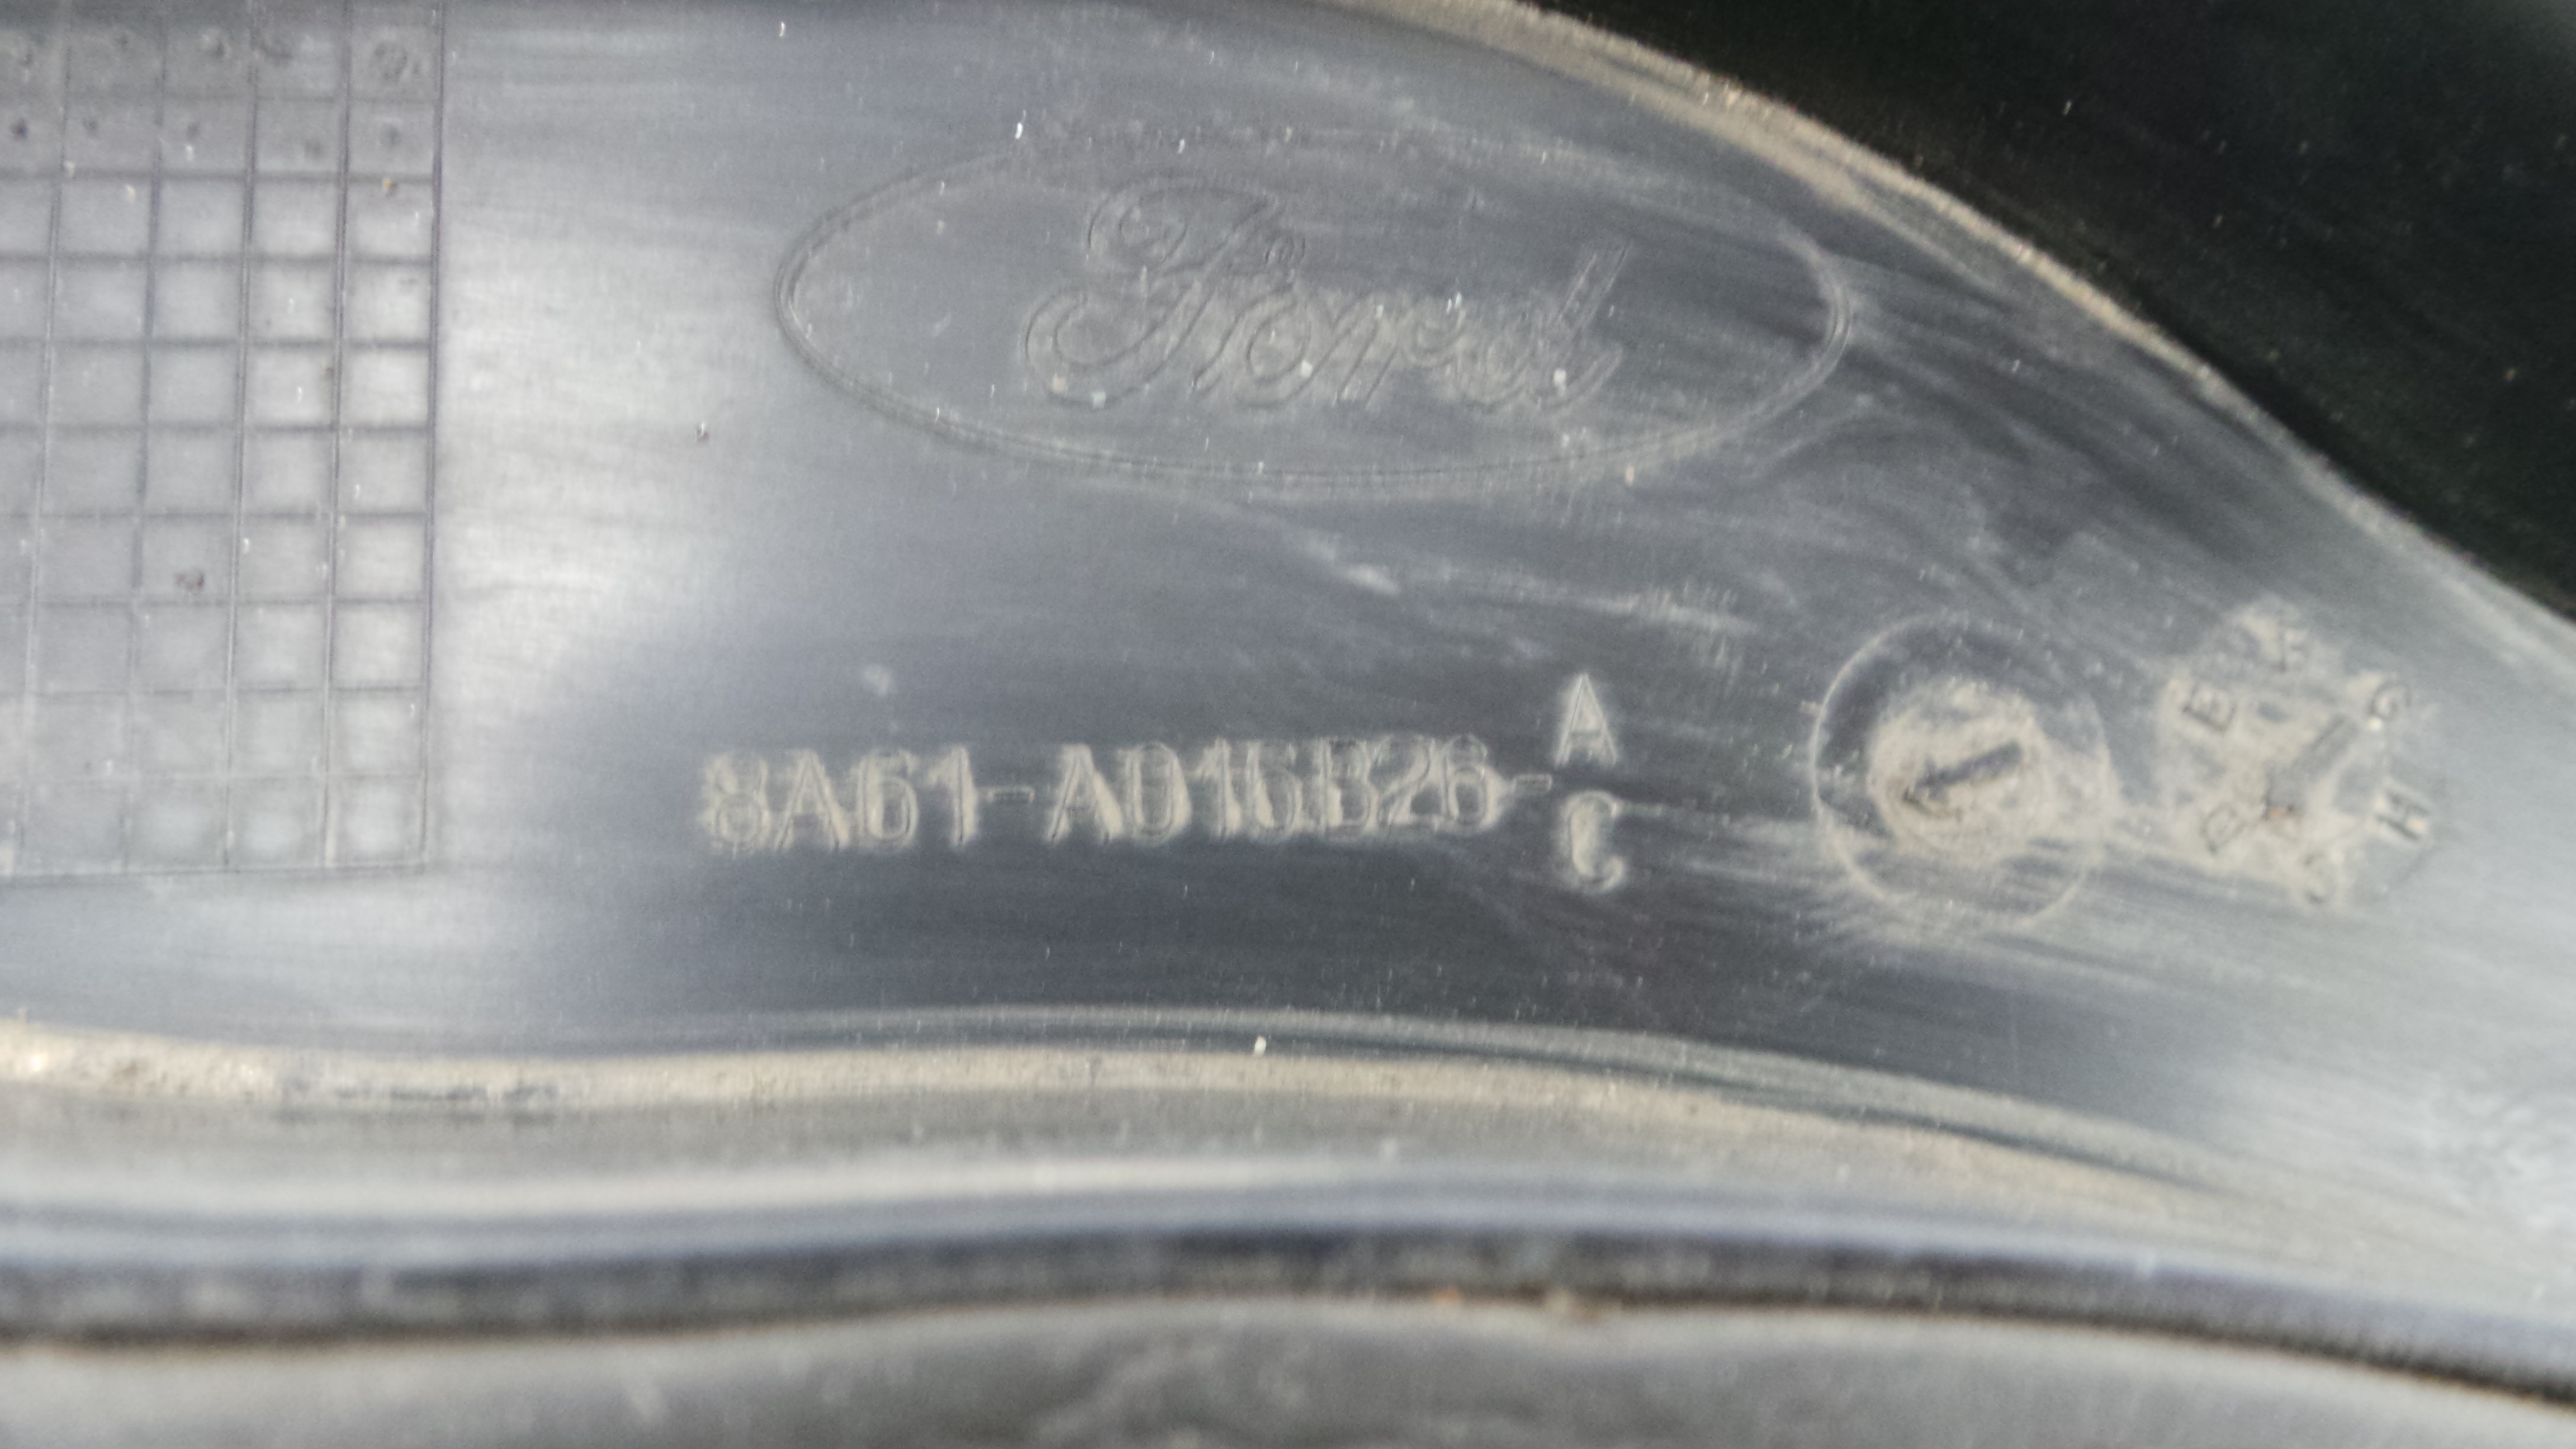 Ford
8A61-A016B26-
A
C
E F G
H